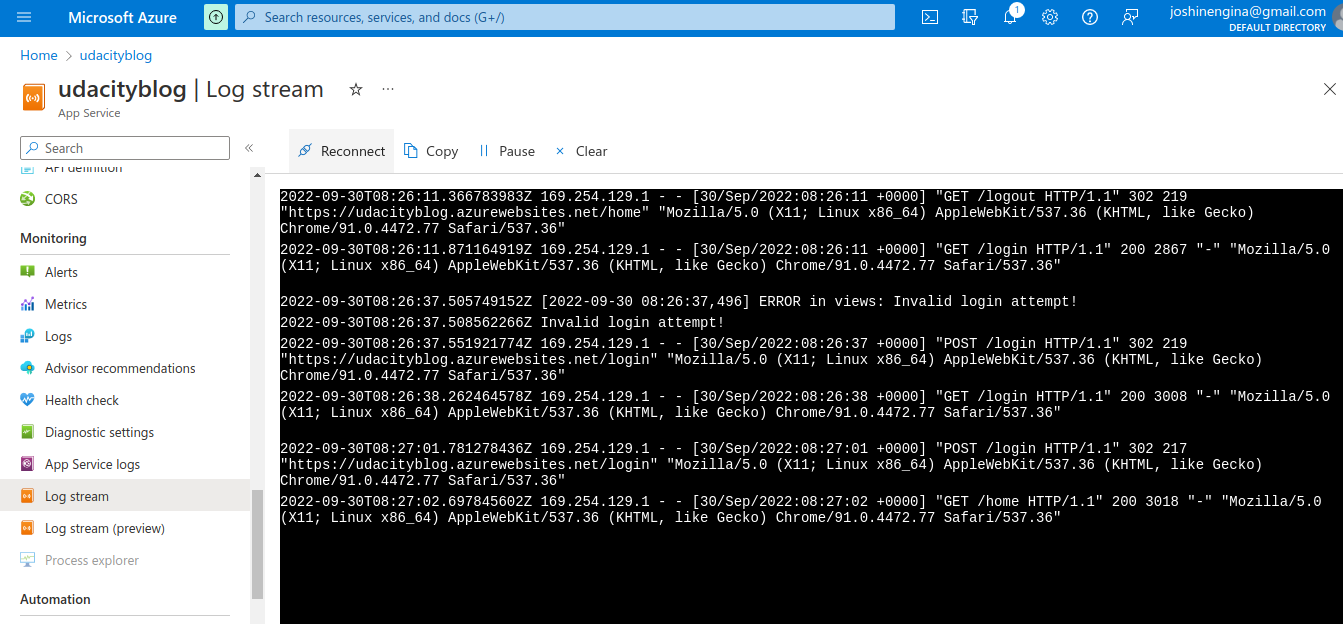 Microsoft Azure
Search resources, services, and docs (G+/)
1
joshinengina@gmail.com
DEFAULT DIRECTORY
Home > udacityblog
udacityblog | Log stream
App Service
Search
API definition
CORS
Monitoring
Alerts
Metrics
Logs
Advisor recommendations
Health check
Diagnostic settings
App Service logs
Log stream
Log stream (preview)
Process explorer
Automation
Reconnect Copy Pause Clear
2022-09-30T08:26:11.366783983Z 169.254.129.1 - - [30/Sep/2022:08:26:11 +0000] "GET /logout HTTP/1.1" 302 219
"https://udacityblog.azurewebsites.net/home" "Mozilla/5.0 (X11; Linux x86_64) AppleWebKit/537.36 (KHTML, like Gecko)
Chrome/91.0.4472.77 Safari/537.36"
2022-09-30T08:26:11.871164919Z 169.254.129.1 - - [30/Sep/2022:08:26:11 +0000] "GET /login HTTP/1.1" 200 2867 "-" "Mozilla/5.0
(X11; Linux x86_64) AppleWebKit/537.36 (KHTML, like Gecko) Chrome/91.0.4472.77 Safari/537.36"
2022-09-30T08:26:37.505749152Z [2022-09-30 08:26:37,496] ERROR in views: Invalid login attempt!
2022-09-30T08:26:37.508562266Z Invalid login attempt!
2022-09-30T08:26:37.551921774Z 169.254.129.1 - - [30/Sep/2022:08:26:37 +0000] "POST /login HTTP/1.1" 302 219
"https://udacityblog.azurewebsites.net/login" "Mozilla/5.0 (X11; Linux x86_64) AppleWebKit/537.36 (KHTML, like Gecko)
Chrome/91.0.4472.77 Safari/537.36"
2022-09-30T08:26:38.262464578Z 169.254.129.1 - - [30/Sep/2022:08:26:38 +0000] "GET /login HTTP/1.1" 200 3008 "-" "Mozilla/5.0
(X11; Linux x86_64) AppleWebKit/537.36 (KHTML, like Gecko) Chrome/91.0.4472.77 Safari/537.36"
2022-09-30T08:27:01.781278436Z 169.254.129.1 - - [30/Sep/2022:08:27:01 +0000] "POST /login HTTP/1.1" 302 217
"https://udacityblog.azurewebsites.net/login" "Mozilla/5.0 (X11; Linux x86_64) AppleWebKit/537.36 (KHTML, like Gecko)
Chrome/91.0.4472.77 Safari/537.36"
2022-09-30T08:27:02.697845602Z 169.254.129.1 - - [30/Sep/2022:08:27:02 +0000] "GET /home HTTP/1.1" 200 3018 "-" "Mozilla/5.0
(X11; Linux x86_64) AppleWebKit/537.36 (KHTML, like Gecko) Chrome/91.0.4472.77 Safari/537.36"